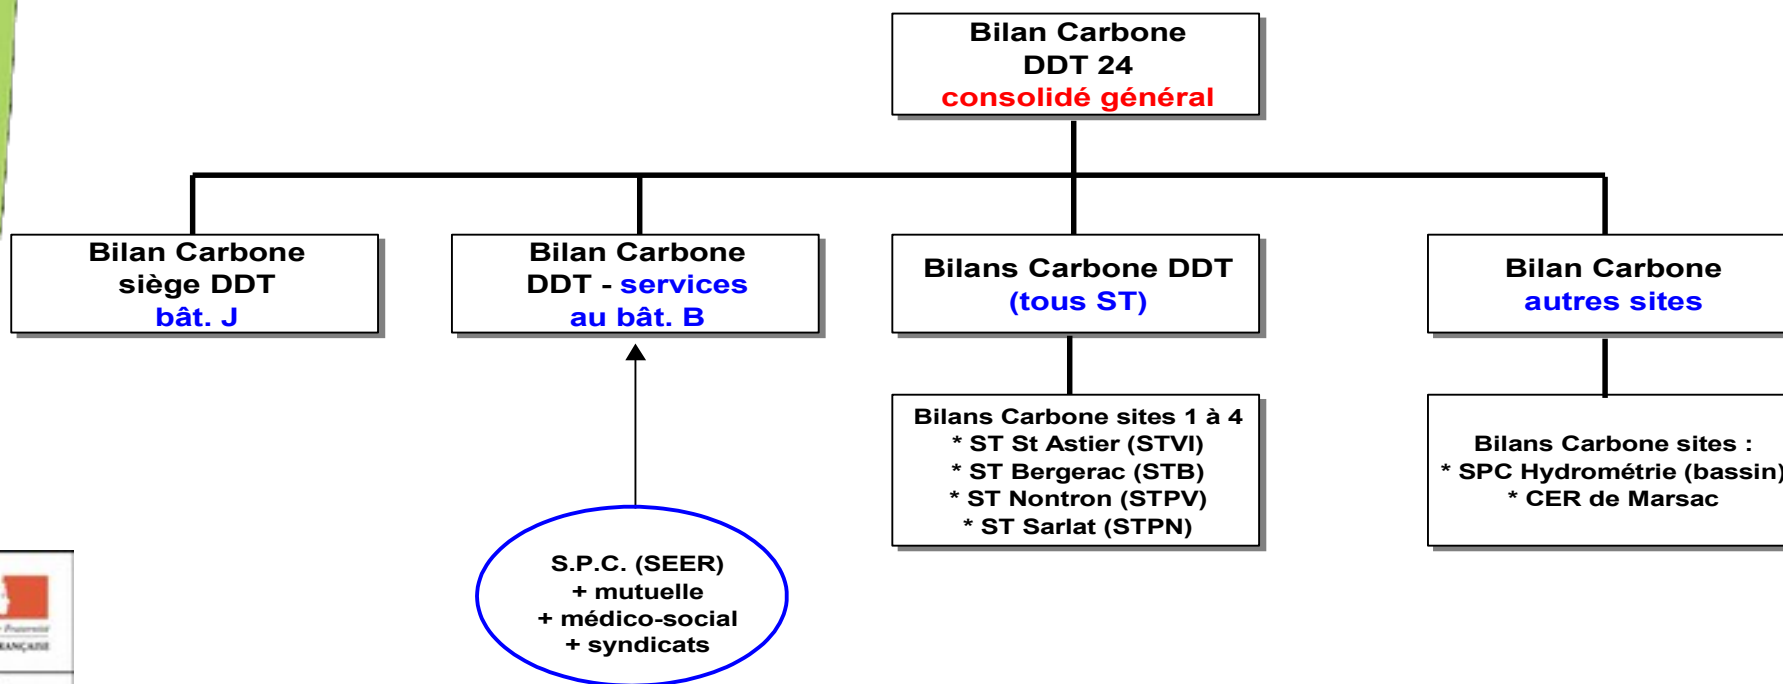 Bilan Carbone
DDT 24
consolidé général
Bilan Carbone
siège DDT
bât. J
Bilan Carbone
DDT - services
au bât. B
Bilans Carbone DDT
(tous ST)
Bilan Carbone
autres sites
Bilans Carbone sites 1 à 4
* ST St Astier (STVI)
* ST Bergerac (STB)
* ST Nontron (STPV)
* ST Sarlat (STPN)
Bilans Carbone sites :
* SPC Hydrométrie (bassin)
* CER de Marsac
S.P.C. (SEER)
+ mutuelle
+ médico-social
+ syndicats
Fraternité
RANÇAISE